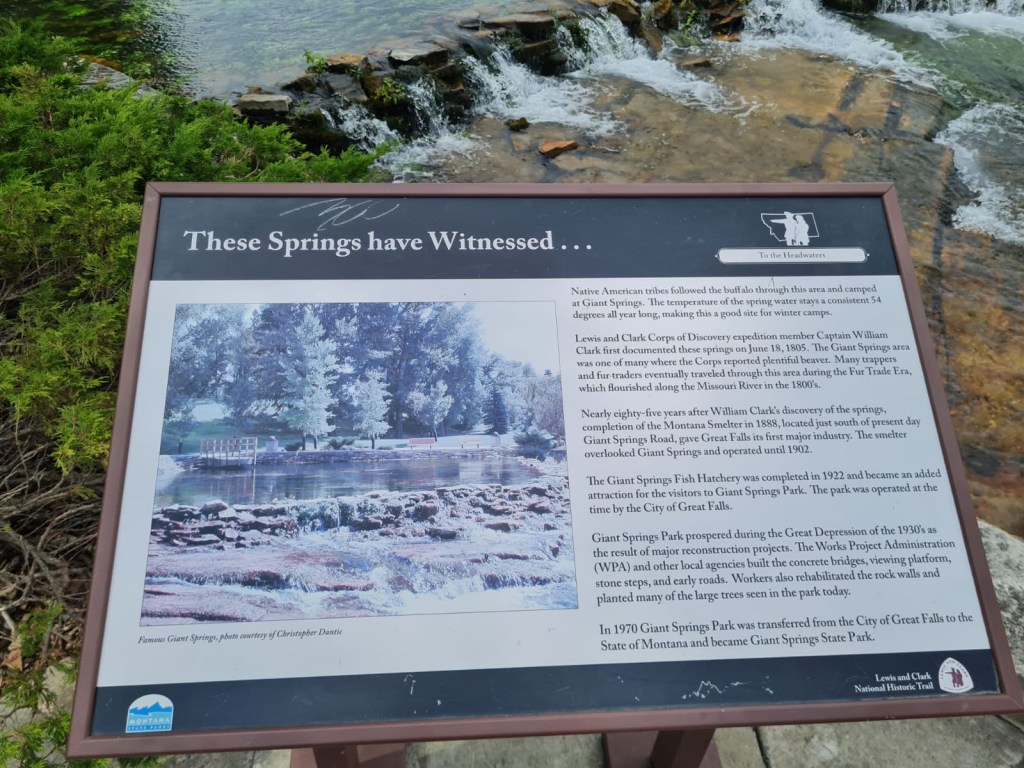 These Springs have Witnessed . . .
To the Headwaters
Native American tribes followed the buffalo through this area and camped
at Giant Springs. The temperature of the spring water stays a consistent 54
degrees all year long, making this a good site for winter camps.
Lewis and Clark Corps of Discovery expedition member Captain William
Clark first documented these springs on June 18, 1805. The Giant Springs area
was one of many where the Corps reported plentiful beaver. Many trappers
and fur-traders eventually traveled through this area during the Fur Trade Era,
which flourished along the Missouri River in the 1800's.
Nearly eighty-five years after William Clark's discovery of the springs,
completion of the Montana Smelter in 1888, located just south of present day
Giant Springs Road, gave Great Falls its first major industry. The smelter
overlooked Giant Springs and operated until 1902.
The Giant Springs Fish Hatchery was completed in 1922 and became an added
attraction for the visitors to Giant Springs Park. The park was operated at the
time by the City of Great Falls.
Giant Springs Park prospered during the Great Depression of the 1930's as
the result of major reconstruction projects. The Works Project Administration
(WPA) and other local agencies built the concrete bridges, viewing platform,
stone steps, and early roads. Workers also rehabilitated the rock walls and
planted many of the large trees seen in the park today.
In 1970 Giant Springs Park was transferred from the City of Great Falls to the
State of Montana and became Giant Springs State Park.
Famous Giant Springs, photo courtesy of Christopher Dantic
MONTANA
STATE PARKS
Lewis and Clark
National Historic Trail